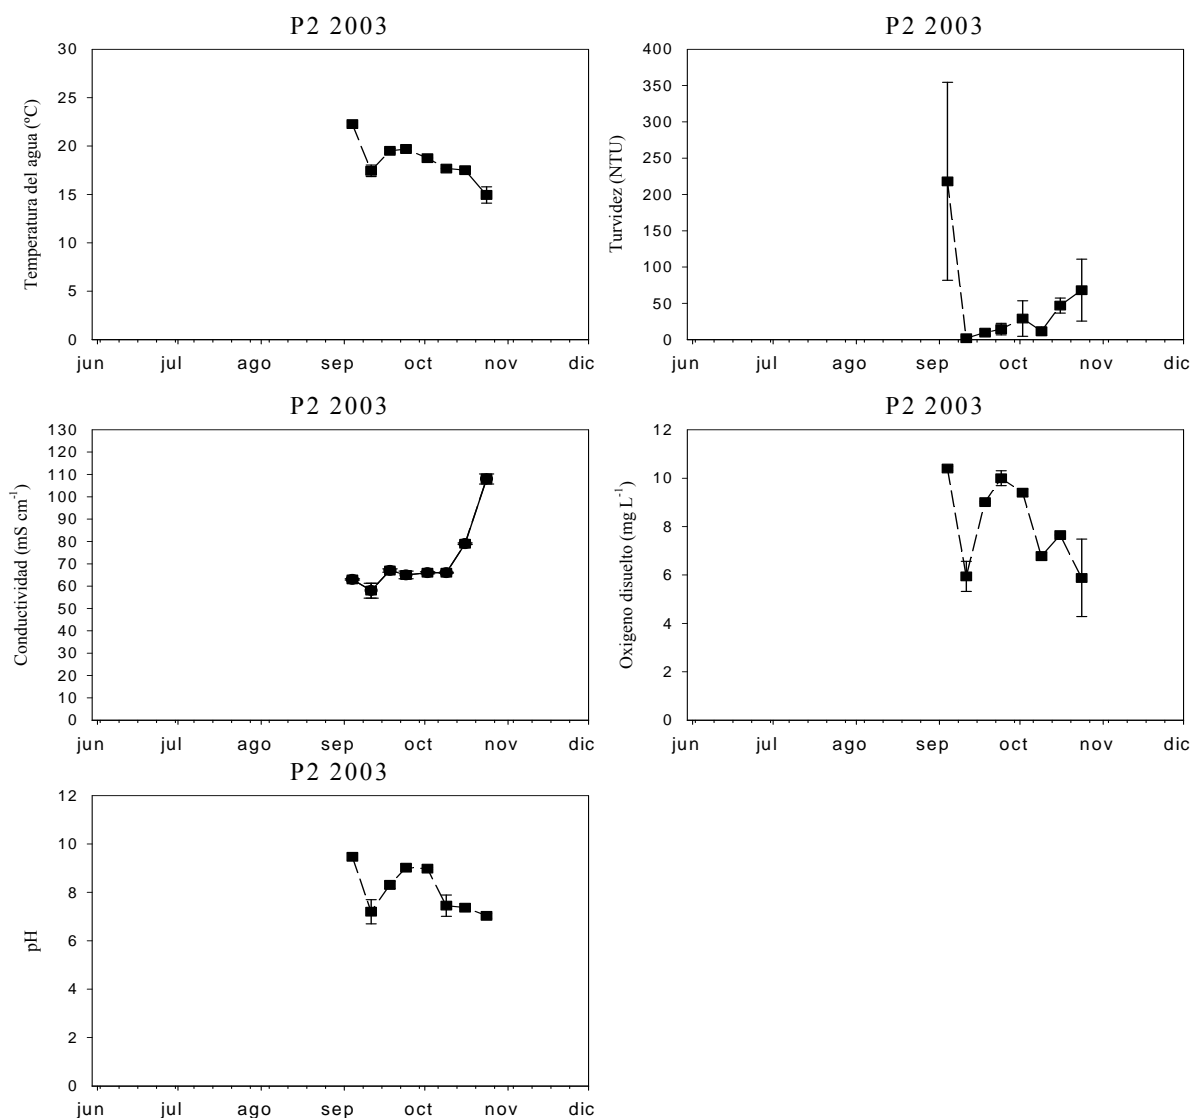 P2 2003
Temperatura del agua (ºC)
30
25
20
15
10
5
0
jun jul ago sep oct nov dic
P2 2003
Turvidez (NTU)
400
350
300
250
200
150
100
50
0
jun jul ago sep oct nov dic
P2 2003
Conductividad (mS cm⁻¹)
130
120
110
100
90
80
70
60
50
40
30
20
10
0
jun jul ago sep oct nov dic
P2 2003
Oxigeno disuelto (mg L⁻¹)
12
10
8
6
4
2
0
jun jul ago sep oct nov dic
P2 2003
pH
12
10
8
6
4
2
0
jun jul ago sep oct nov dic